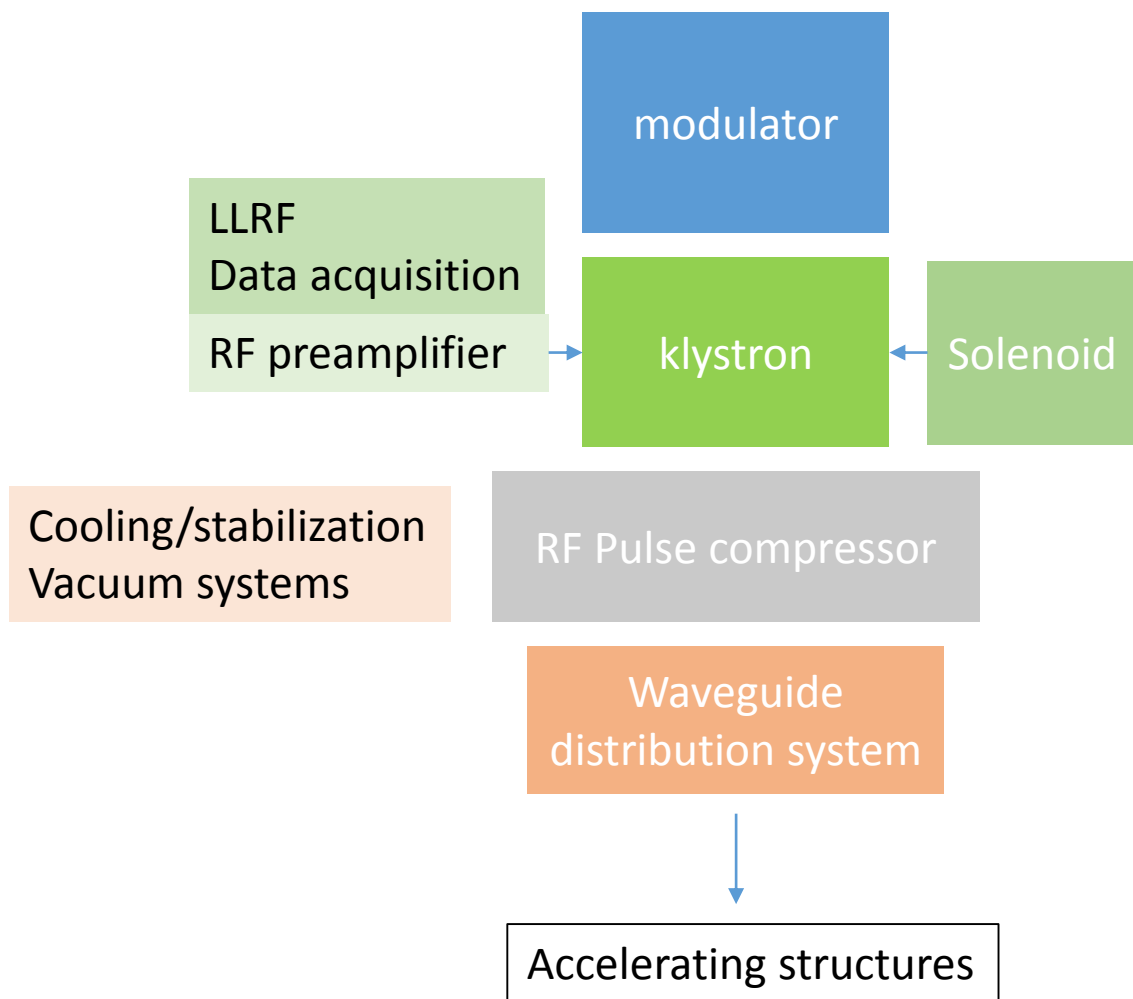 modulator
LLRF
Data acquisition
RF preamplifier
klystron
Solenoid
Cooling/stabilization
Vacuum systems
RF Pulse compressor
Waveguide
distribution system
Accelerating structures